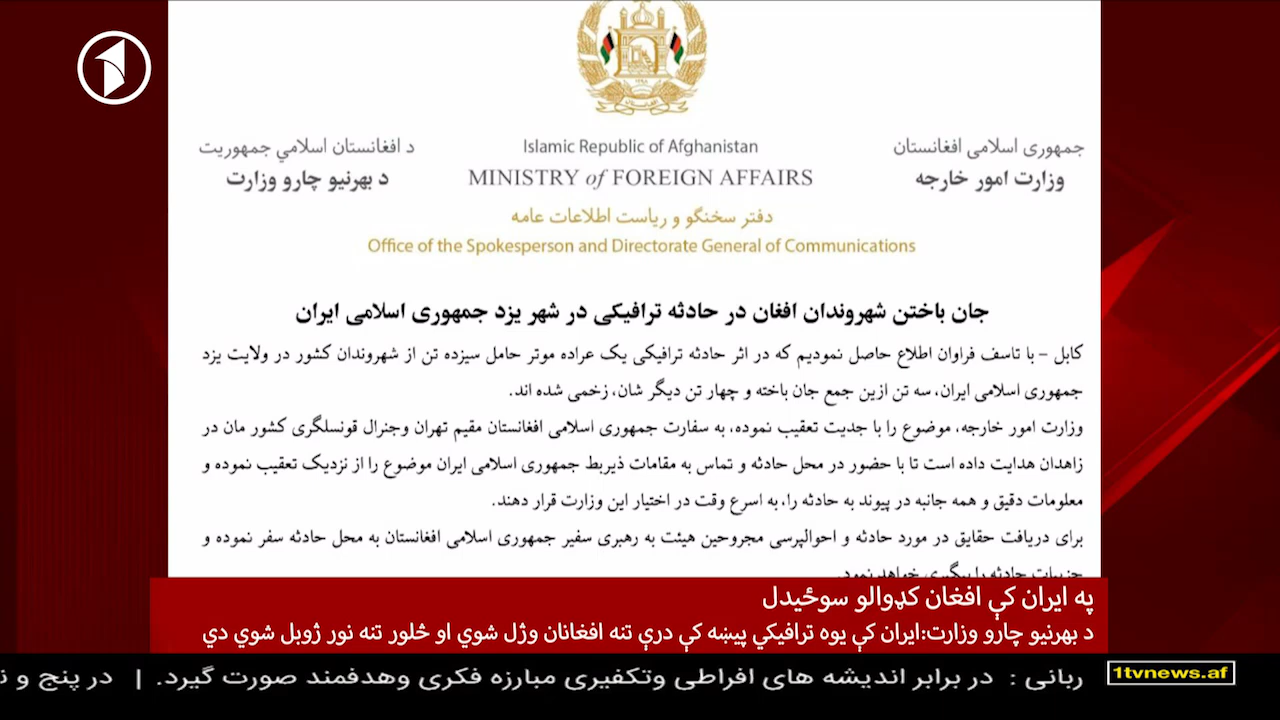 جمهوری اسلامی افغانستان
وزارت امور خارجه
Islamic Republic of Afghanistan
MINISTRY of FOREIGN AFFAIRS
د افغانستان اسلامي جمهوريت
د بهرنيو چارو وزارت
دفتر سخنگو و ریاست اطلاعات عامه
Office of the Spokesperson and Directorate General of Communications
جان باختن شهروندان افغان در حادثه ترافیکی در شهر یزد جمهوری اسلامی ایران
کابل – با تاسف فراوان اطلاع حاصل نمودیم که در اثر حادثه ترافیکی یک عراده موتر حامل سیزده تن از شهروندان کشور در ولایت یزد
جمهوری اسلامی ایران، سه تن ازین جمع جان باخته و چهار تن دیگر شان، زخمی شده اند.
وزارت امور خارجه، موضوع را با جدیت تعقیب نموده، به سفارت جمهوری اسلامی افغانستان مقیم تهران وجنرال قونسلگری کشور مان در
زاهدان هدایت داده است تا با حضور در محل حادثه و تماس به مقامات ذیربط جمهوری اسلامی ایران موضوع را از نزدیک تعقیب نموده و
معلومات دقیق و همه جانبه در پیوند به حادثه را، به اسرع وقت در اختیار این وزارت قرار دهند.
برای دریافت حقایق در مورد حادثه و احوالپرسی مجروحین هیئت به رهبری سفیر جمهوری اسلامی افغانستان به محل حادثه سفر نموده و
جزییات حادثه را پیگیری خواهد نمود.
په ایران کې افغان کډوالو سوځیدل
د بهرنیو چارو وزارت:ایران کې یوه ترافیکي پیښه کې درې تنه افغانان وژل شوي او څلور تنه نور ژوبل شوي دي
ربانی : در برابر اندیشه های افراطی وتکفیری مبارزه فکری وهدفمند صورت گیرد. | در پنج و
1tvnews.af